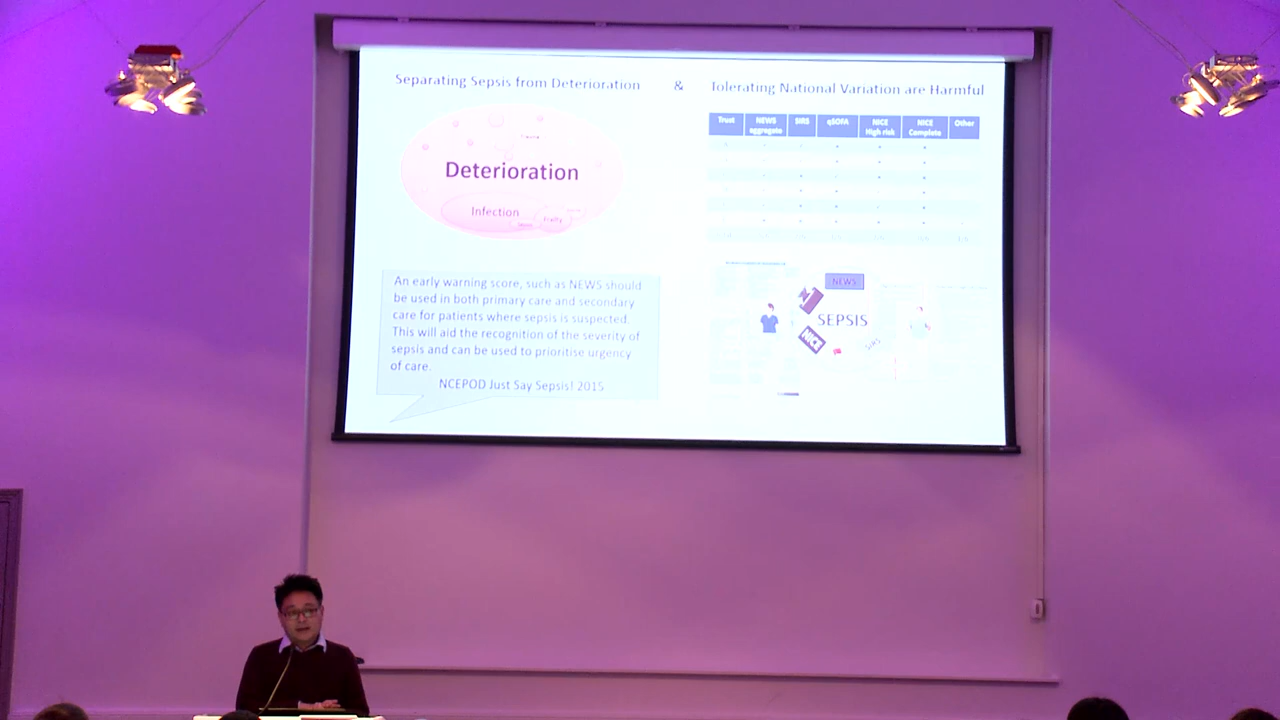 Separating Sepsis from Deterioration & Tolerating National Variation are Harmful
Deterioration
Infection
Frailty
An early warning score, such as NEWS should
be used in both primary care and secondary
care for patients where sepsis is suspected.
This will aid the recognition of the severity of
sepsis and can be used to prioritise urgency
of care.
NCEPOD Just Say Sepsis! 2015
Trust NEWS aggregate SIRS qSOFA NICE High risk NICE Complete Other
NEWS
SEPSIS
NICE
SIRS